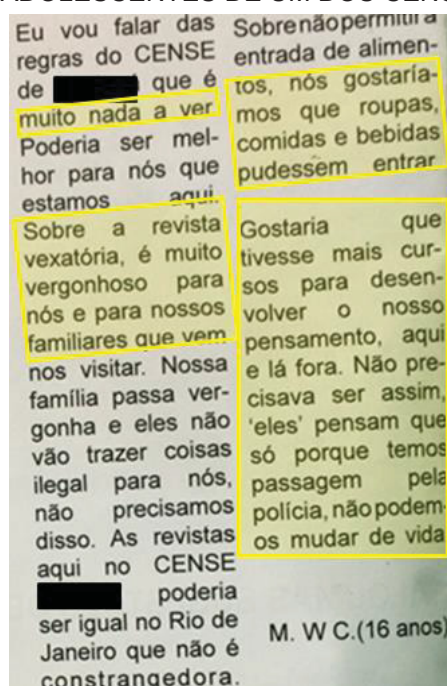 Eu vou falar das
regras do CENSE
de que é
muito nada a ver
Poderia ser mel-
hor para nós que
estamos aqui.
Sobre a revista
vexatória, é muito
vergonhoso para
nós e para nossos
familiares que vem
nos visitar. Nossa
família passa ver-
gonha e eles não
vão trazer coisas
ilegal para nós,
não precisamos
disso. As revistas
aqui no CENSE
poderia
ser igual no Rio de
Janeiro que não é
constrangedora.
Sobre não permitir a
entrada de alimen-
tos, nós gostaría-
mos que roupas,
comidas e bebidas
pudessem entrar
Gostaria que
tivesse mais cur-
sos para desen-
volver o nosso
pensamento, aqui
e lá fora. Não pre-
cisava ser assim,
'eles' pensam que
só porque temos
passagem pela
polícia, não podem-
os mudar de vida
M. W C.(16 anos)